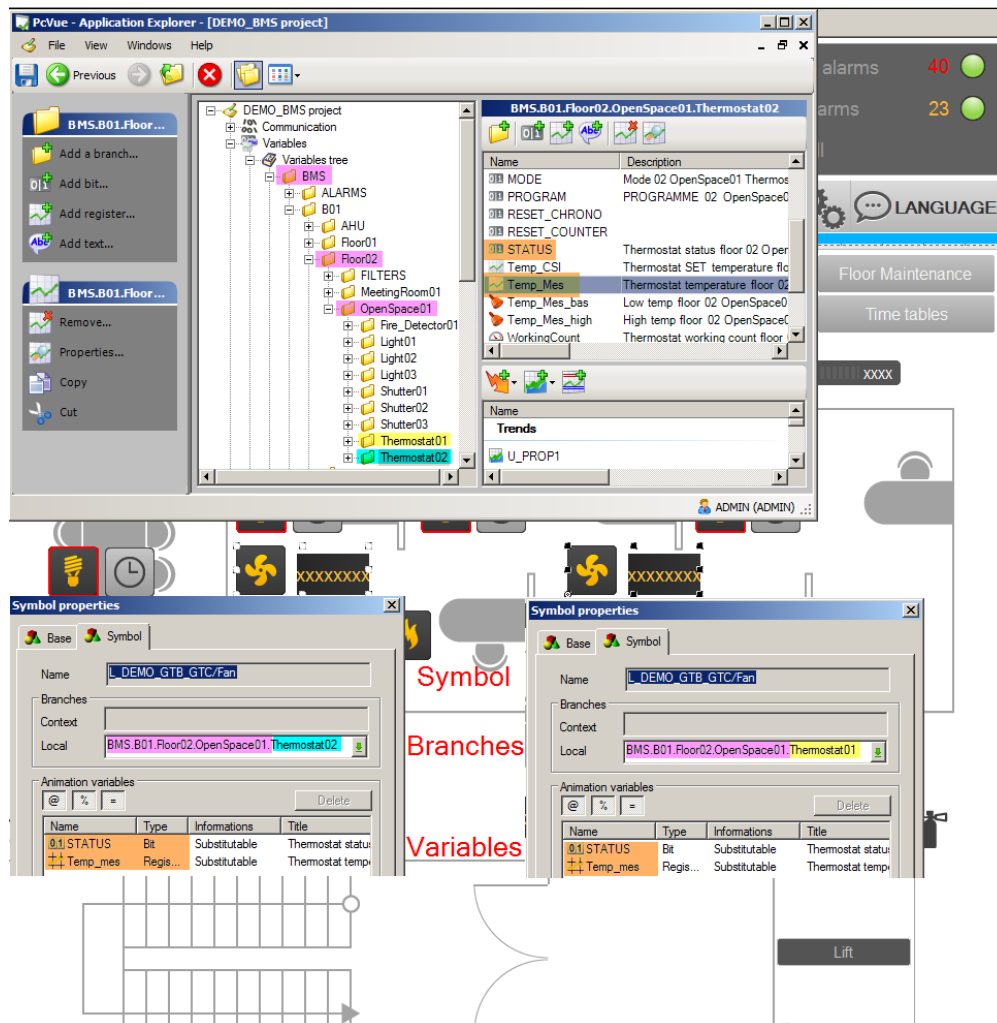 PcVue - Application Explorer - [DEMO_BMS project]
File View Windows Help
Previous
BMS.B01.Floor...
Add a branch...
Add bit...
Add register...
Add text...
BMS.B01.Floor...
Remove...
Properties...
Copy
Cut
DEMO_BMS project
Communication
Variables
Variables tree
BMS
ALARMS
B01
AHU
Floor01
Floor02
FILTERS
MeetingRoom01
OpenSpace01
Fire_Detector01
Light01
Light02
Light03
Shutter01
Shutter02
Shutter03
Thermostat01
Thermostat02
BMS.B01.Floor02.OpenSpace01.Thermostat02
Name Description
MODE Mode 02 OpenSpace01 Thermos
PROGRAM PROGRAMME 02 OpenSpace0
RESET_CHRONO
RESET_COUNTER
STATUS Thermostat status floor 02 Oper
Temp_CSI Thermostat SET temperature flo
Temp_Mes Thermostat temperature floor 02
Temp_Mes_bas Low temp floor 02 OpenSpace0
Temp_Mes_high High temp floor 02 OpenSpace0
WorkingCount Thermostat working count floor
Name
Trends
U_PROP1
ADMIN (ADMIN)
alarms 40
arms 23
LANGUAGE
Floor Maintenance
Time tables
XXXX
XXXXXXXX
XXXXXXXX
Symbol properties
Base Symbol
Name L_DEMO_GTB_GTC/Fan
Branches
Context
Local BMS.B01.Floor02.OpenSpace01.Thermostat02
Animation variables
@ % = Delete
Name Type Informations Title
STATUS Bit Substitutable Thermostat statu
Temp_mes Regis... Substitutable Thermostat temp
Symbol
Branches
Variables
Symbol properties
Base Symbol
Name L_DEMO_GTB_GTC/Fan
Branches
Context
Local BMS.B01.Floor02.OpenSpace01.Thermostat01
Animation variables
@ % = Delete
Name Type Informations Title
STATUS Bit Substitutable Thermostat statu
Temp_mes Regis... Substitutable Thermostat temp
Lift